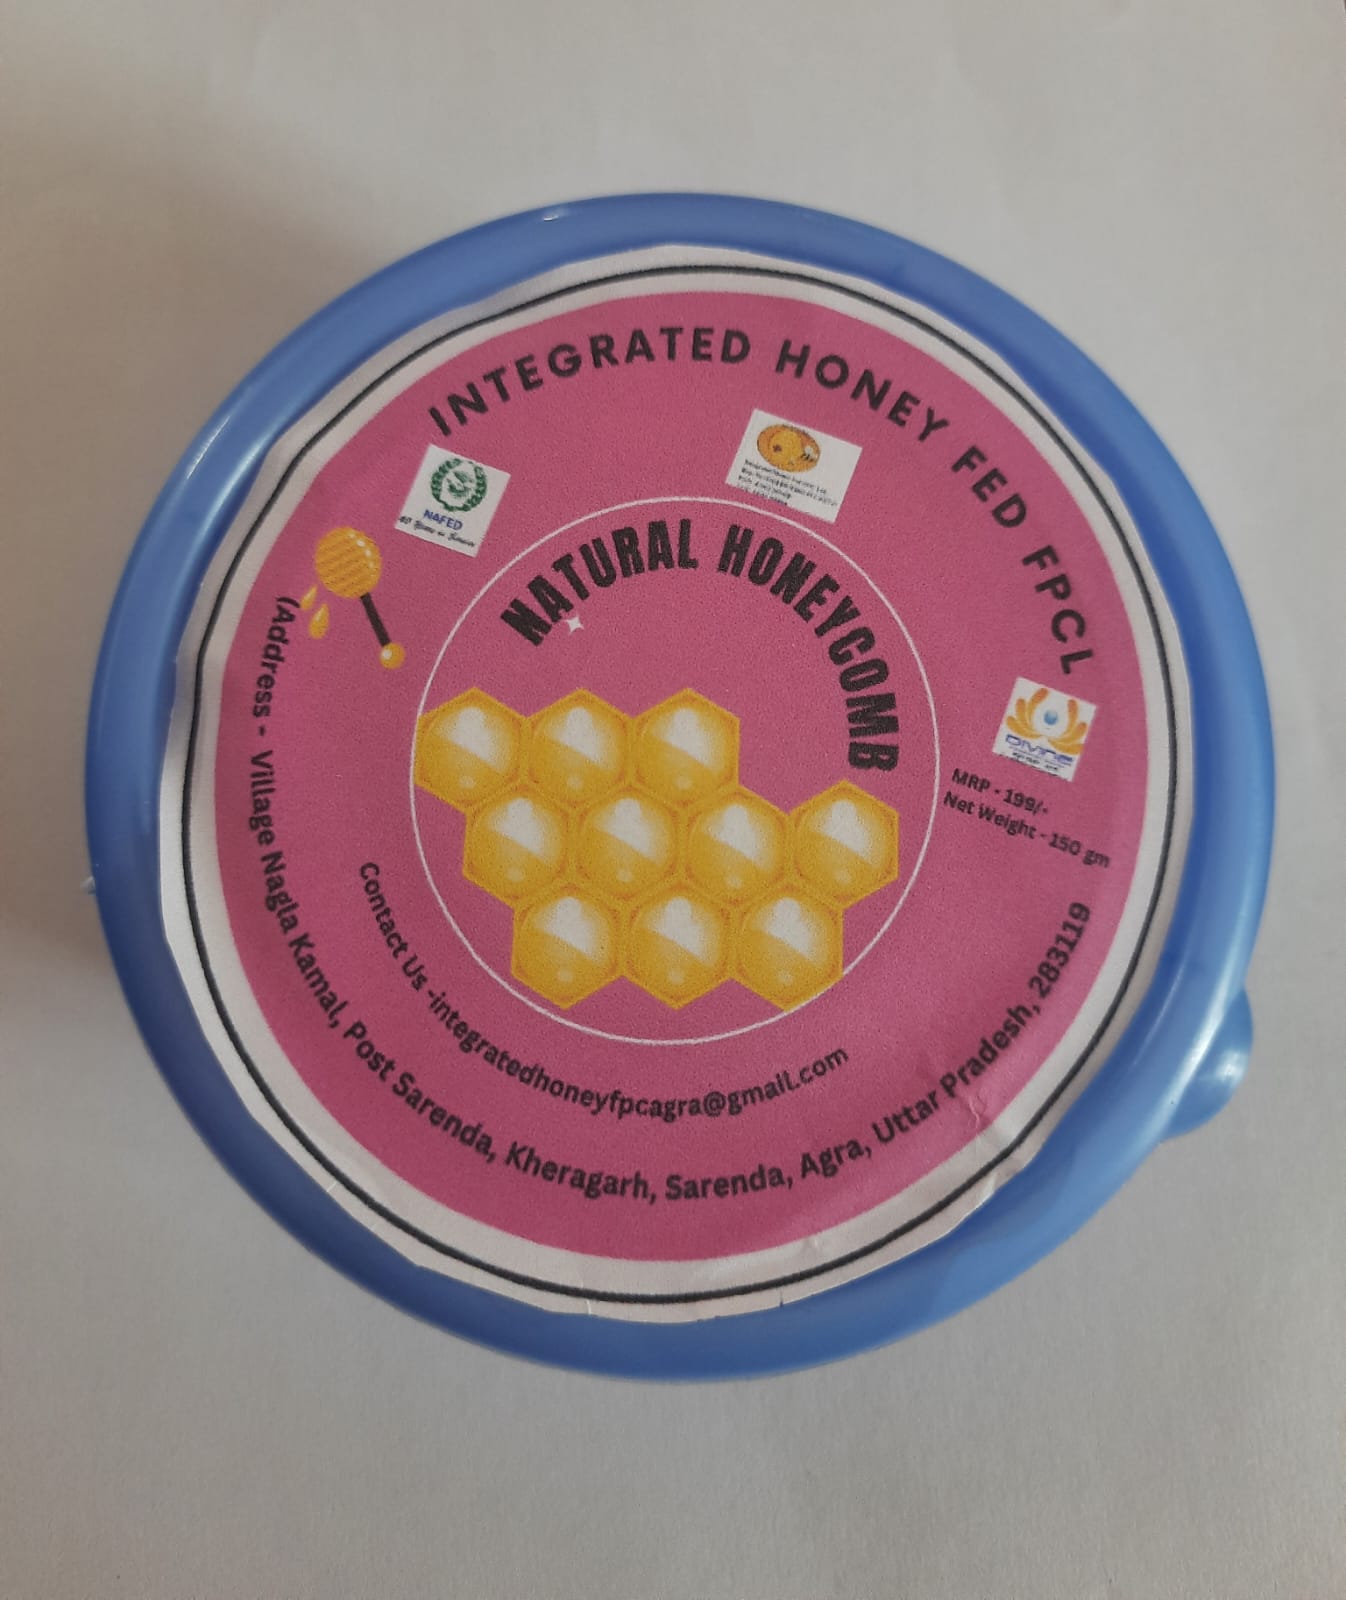 INTEGRATED HONEY FED FPCL
NAFED
NATURAL HONEYCOMB
MRP - 199/-
Net Weight - 150 gm
Contact Us -integratedhoneyfpcagra@gmail.com
(Address - Village Nagla Kamal, Post Sarenda, Kheragarh, Sarenda, Agra, Uttar Pradesh, 283119